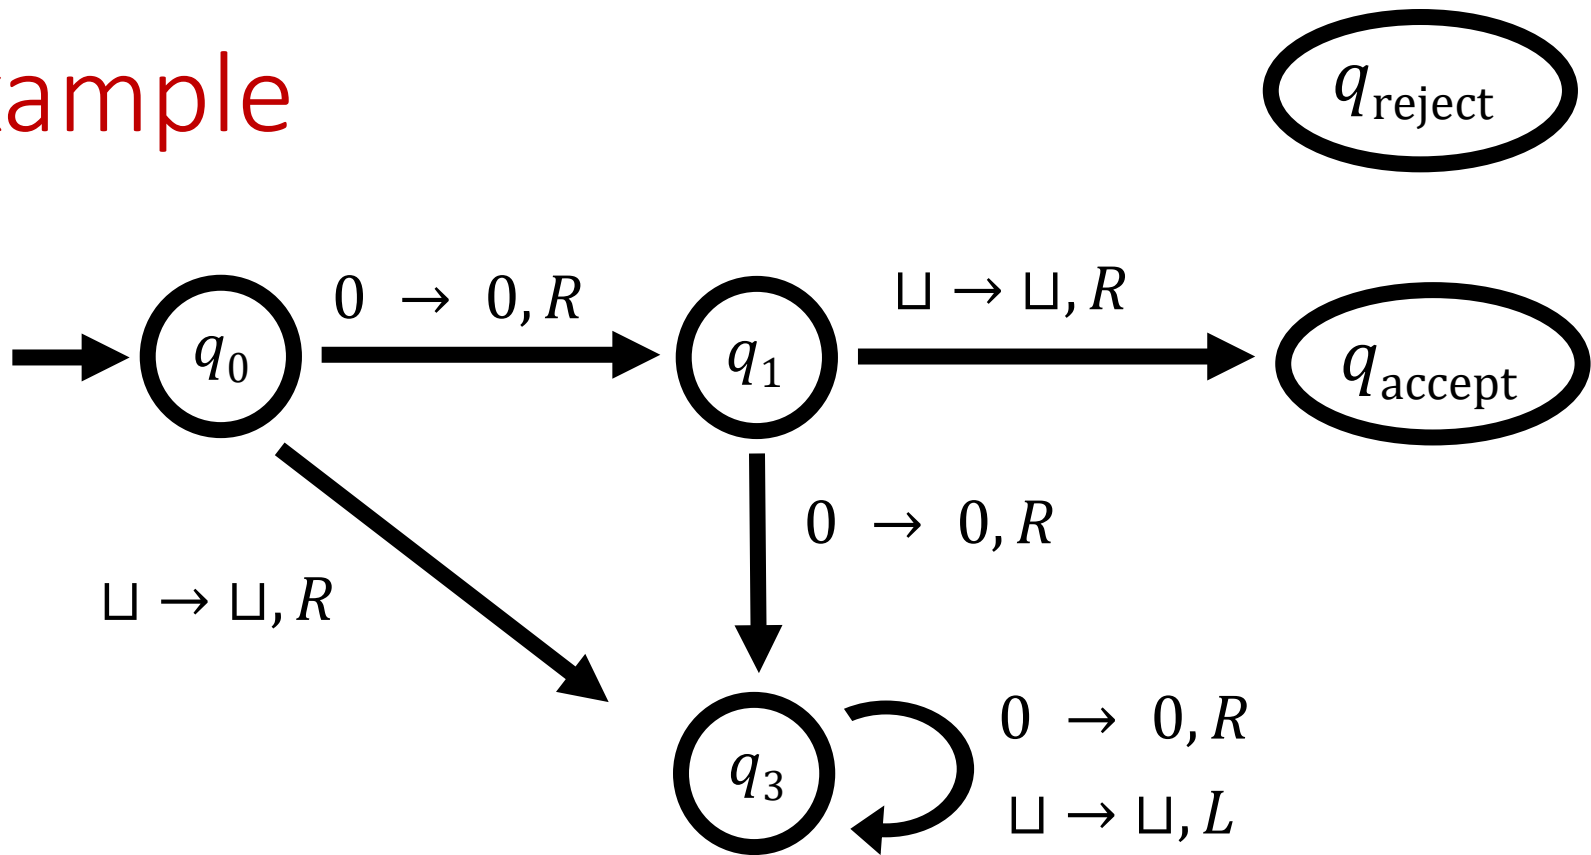 ample
q_reject
0 → 0, R
⊔ → ⊔, R
q_0
q_1
q_accept
0 → 0, R
⊔ → ⊔, R
q_3
0 → 0, R
⊔ → ⊔, L